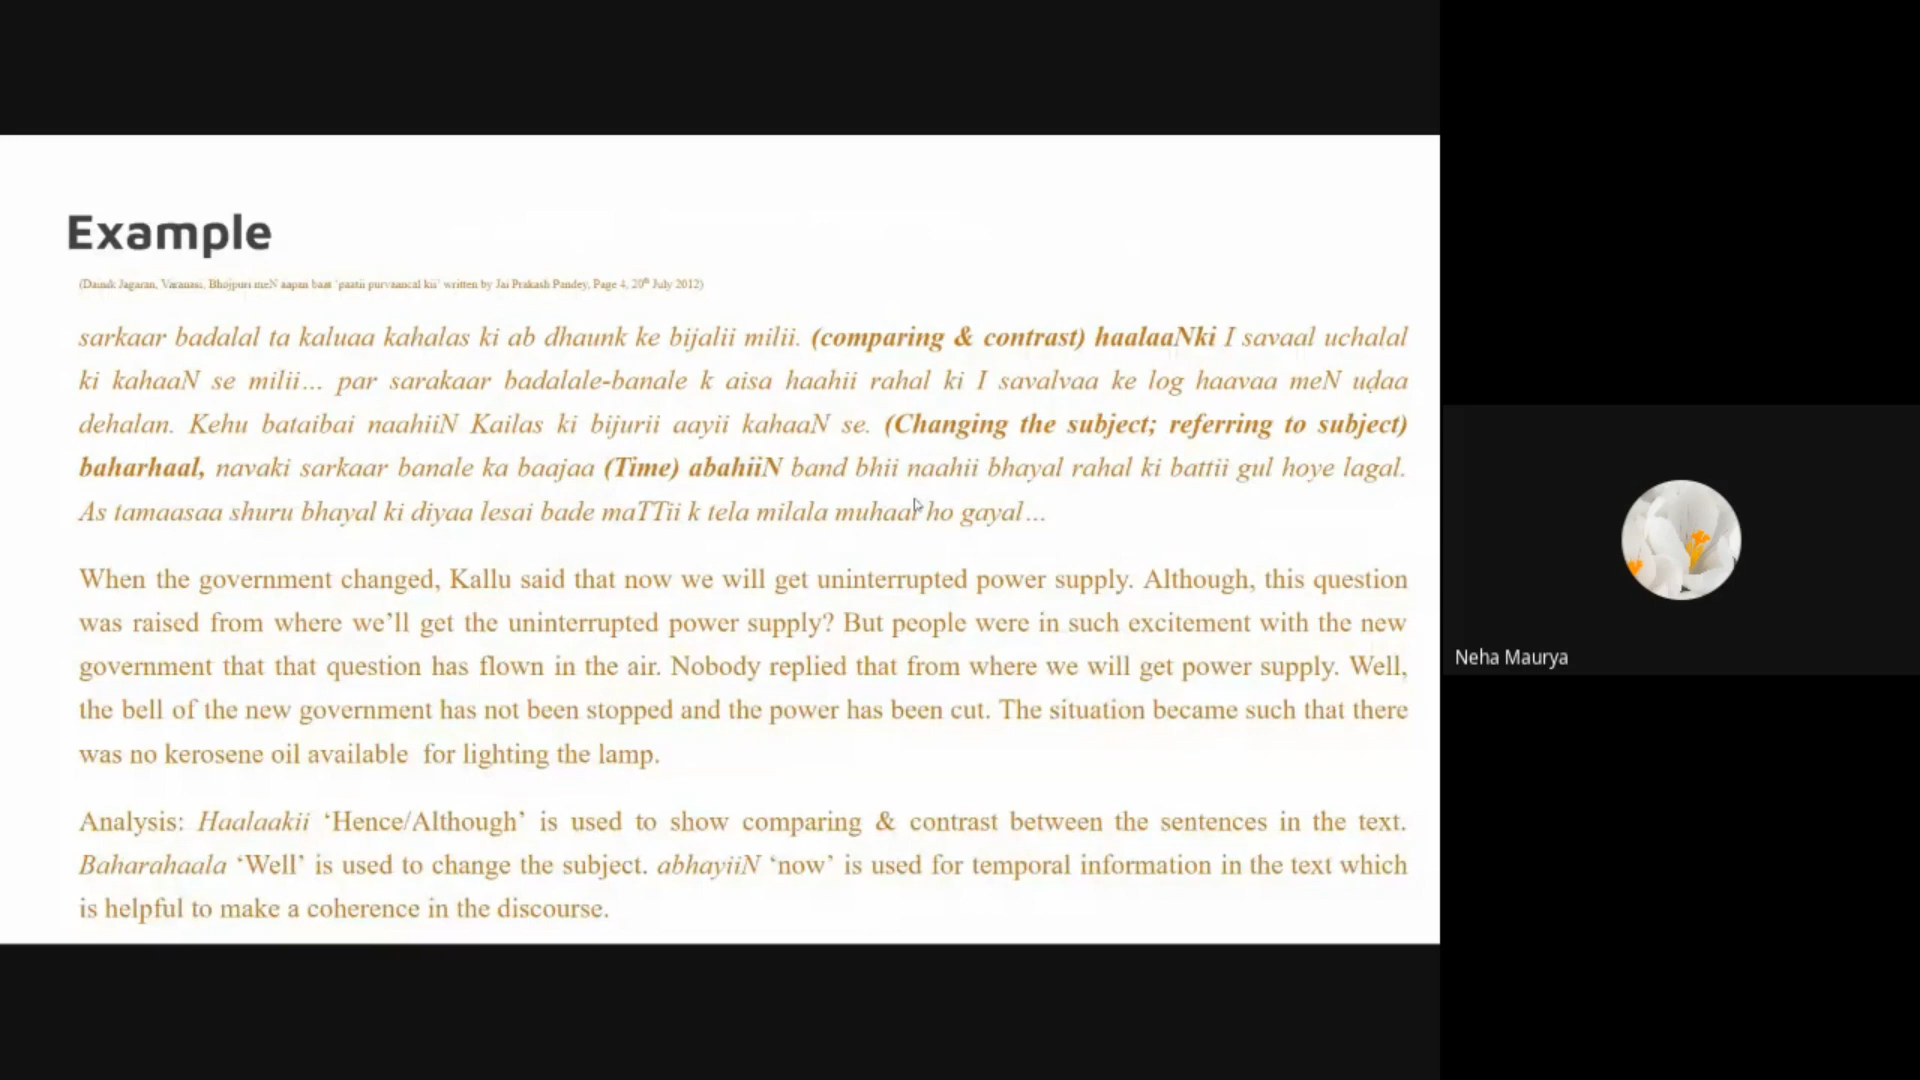 Example
(Dainik Jagaran, Varanasi, Bhojpuri meN aapan baat 'paatii purvaancal kii' written by Jai Prakash Pandey, Page 4, 20th July 2012)
sarkaar badalal ta kaluaa kahalas ki ab dhaunk ke bijalii milii. (comparing & contrast) haalaaNki I savaal uchalal
ki kahaaN se milii... par sarakaar badalale-banale k aisa haahii rahal ki I savalvaa ke log haavaa meN uḍaa
dehalan. Kehu bataibai naahiiN Kailas ki bijurii aayii kahaaN se. (Changing the subject; referring to subject)
baharhaal, navaki sarkaar banale ka baajaa (Time) abahiiN band bhii naahii bhayal rahal ki battii gul hoye lagal.
As tamaasaa shuru bhayal ki diyaa lesai bade maTTii k tela milala muhaal ho gayal...
When the government changed, Kallu said that now we will get uninterrupted power supply. Although, this question
was raised from where we'll get the uninterrupted power supply? But people were in such excitement with the new
government that that question has flown in the air. Nobody replied that from where we will get power supply. Well,
the bell of the new government has not been stopped and the power has been cut. The situation became such that there
was no kerosene oil available for lighting the lamp.
Analysis: Haalaakii 'Hence/Although' is used to show comparing & contrast between the sentences in the text.
Baharahaala 'Well' is used to change the subject. abhayiiN 'now' is used for temporal information in the text which
is helpful to make a coherence in the discourse.
Neha Maurya